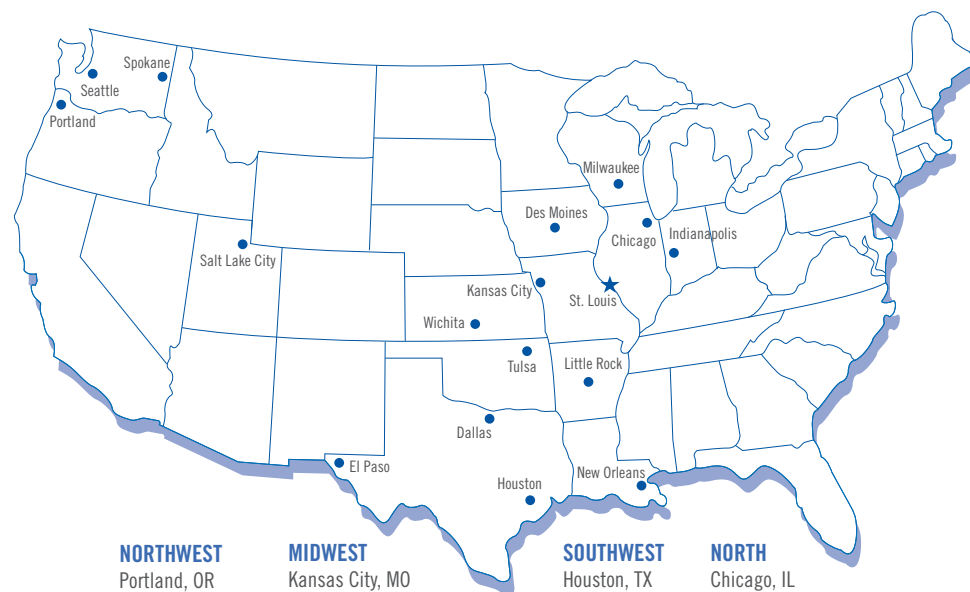 Spokane
Seattle
Portland
Milwaukee
Des Moines
Chicago
Indianapolis
Salt Lake City
Kansas City
St. Louis
Wichita
Tulsa
Little Rock
Dallas
El Paso
Houston
New Orleans
NORTHWEST
Portland, OR
MIDWEST
Kansas City, MO
SOUTHWEST
Houston, TX
NORTH
Chicago, IL